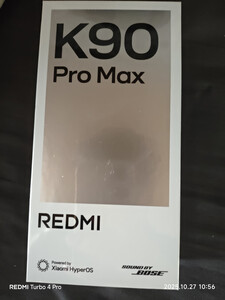 K90
Pro Max
REDMI
Powered by
Xiaomi HyperOS
SOUND BY
BOSE
REDMI Turbo 4 Pro
2025.10.27 10:56